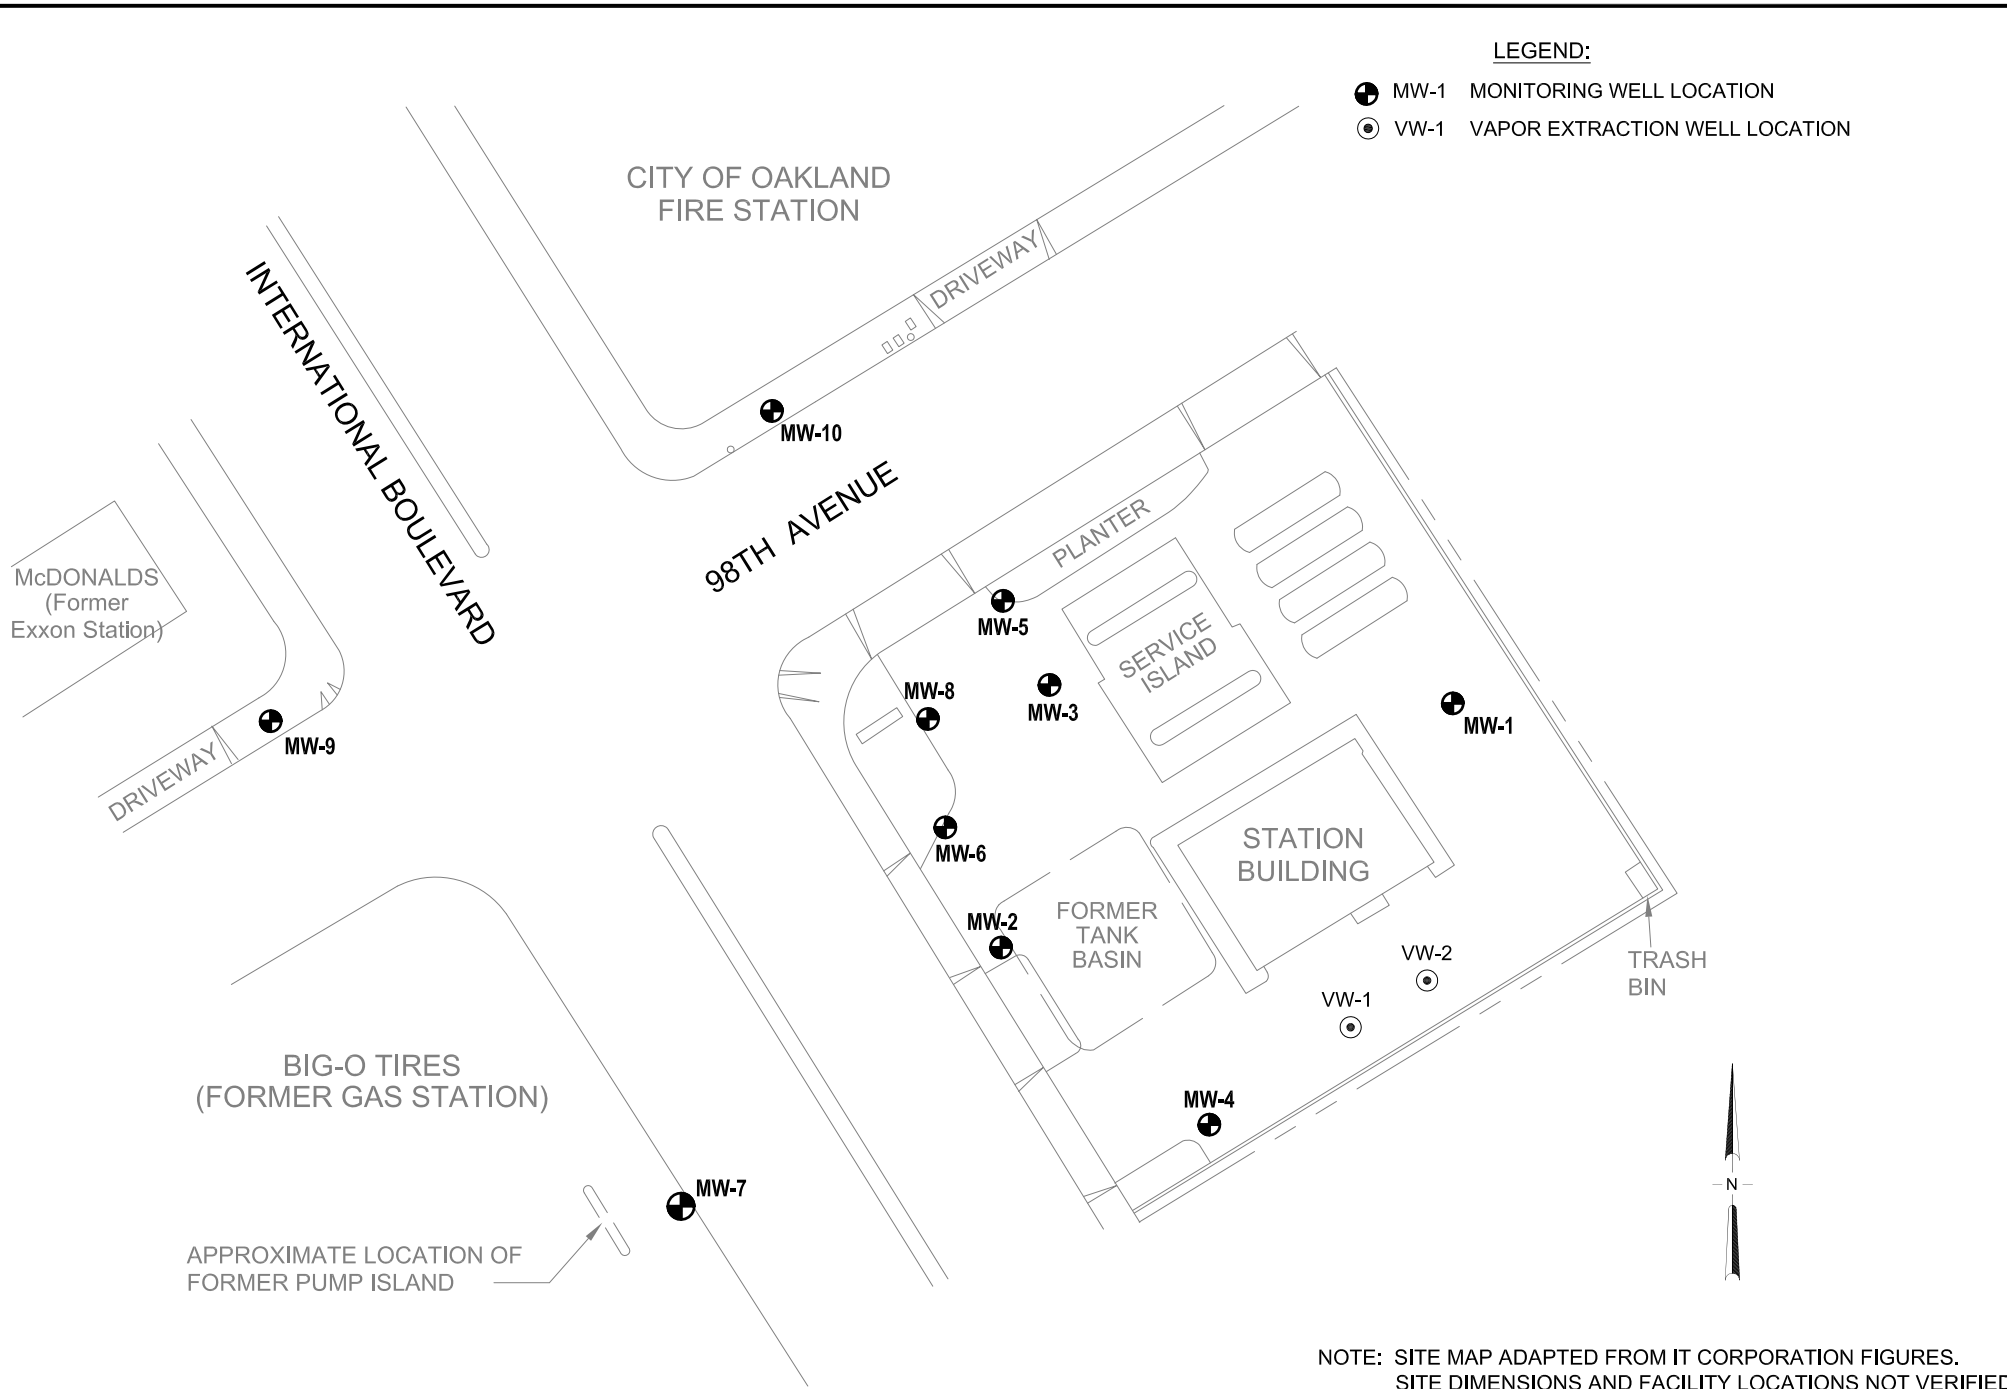 LEGEND:
MW-1 MONITORING WELL LOCATION
VW-1 VAPOR EXTRACTION WELL LOCATION
CITY OF OAKLAND
FIRE STATION
DRIVEWAY
INTERNATIONAL BOULEVARD
MW-10
98TH AVENUE
PLANTER
McDONALDS
(Former
Exxon Station)
MW-5
SERVICE
ISLAND
MW-8
MW-3
MW-1
MW-9
DRIVEWAY
MW-6
STATION
BUILDING
MW-2
FORMER
TANK
BASIN
VW-2
TRASH
BIN
VW-1
BIG-O TIRES
(FORMER GAS STATION)
MW-4
MW-7
N
APPROXIMATE LOCATION OF
FORMER PUMP ISLAND
NOTE: SITE MAP ADAPTED FROM IT CORPORATION FIGURES.
SITE DIMENSIONS AND FACILITY LOCATIONS NOT VERIFIED